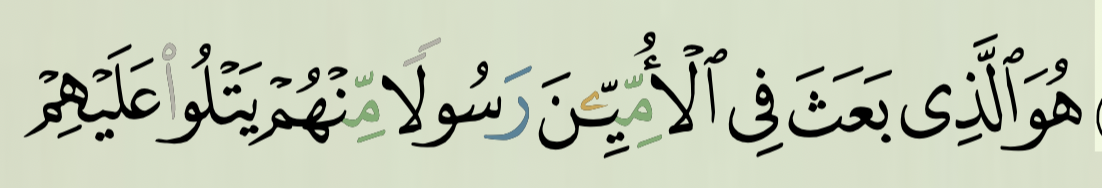 هُوَ ٱلَّذِى بَعَثَ فِى ٱلْأُمِّيِّـۧنَ رَسُولًا مِّنْهُمْ يَتْلُوا۟ عَلَيْهِمْ